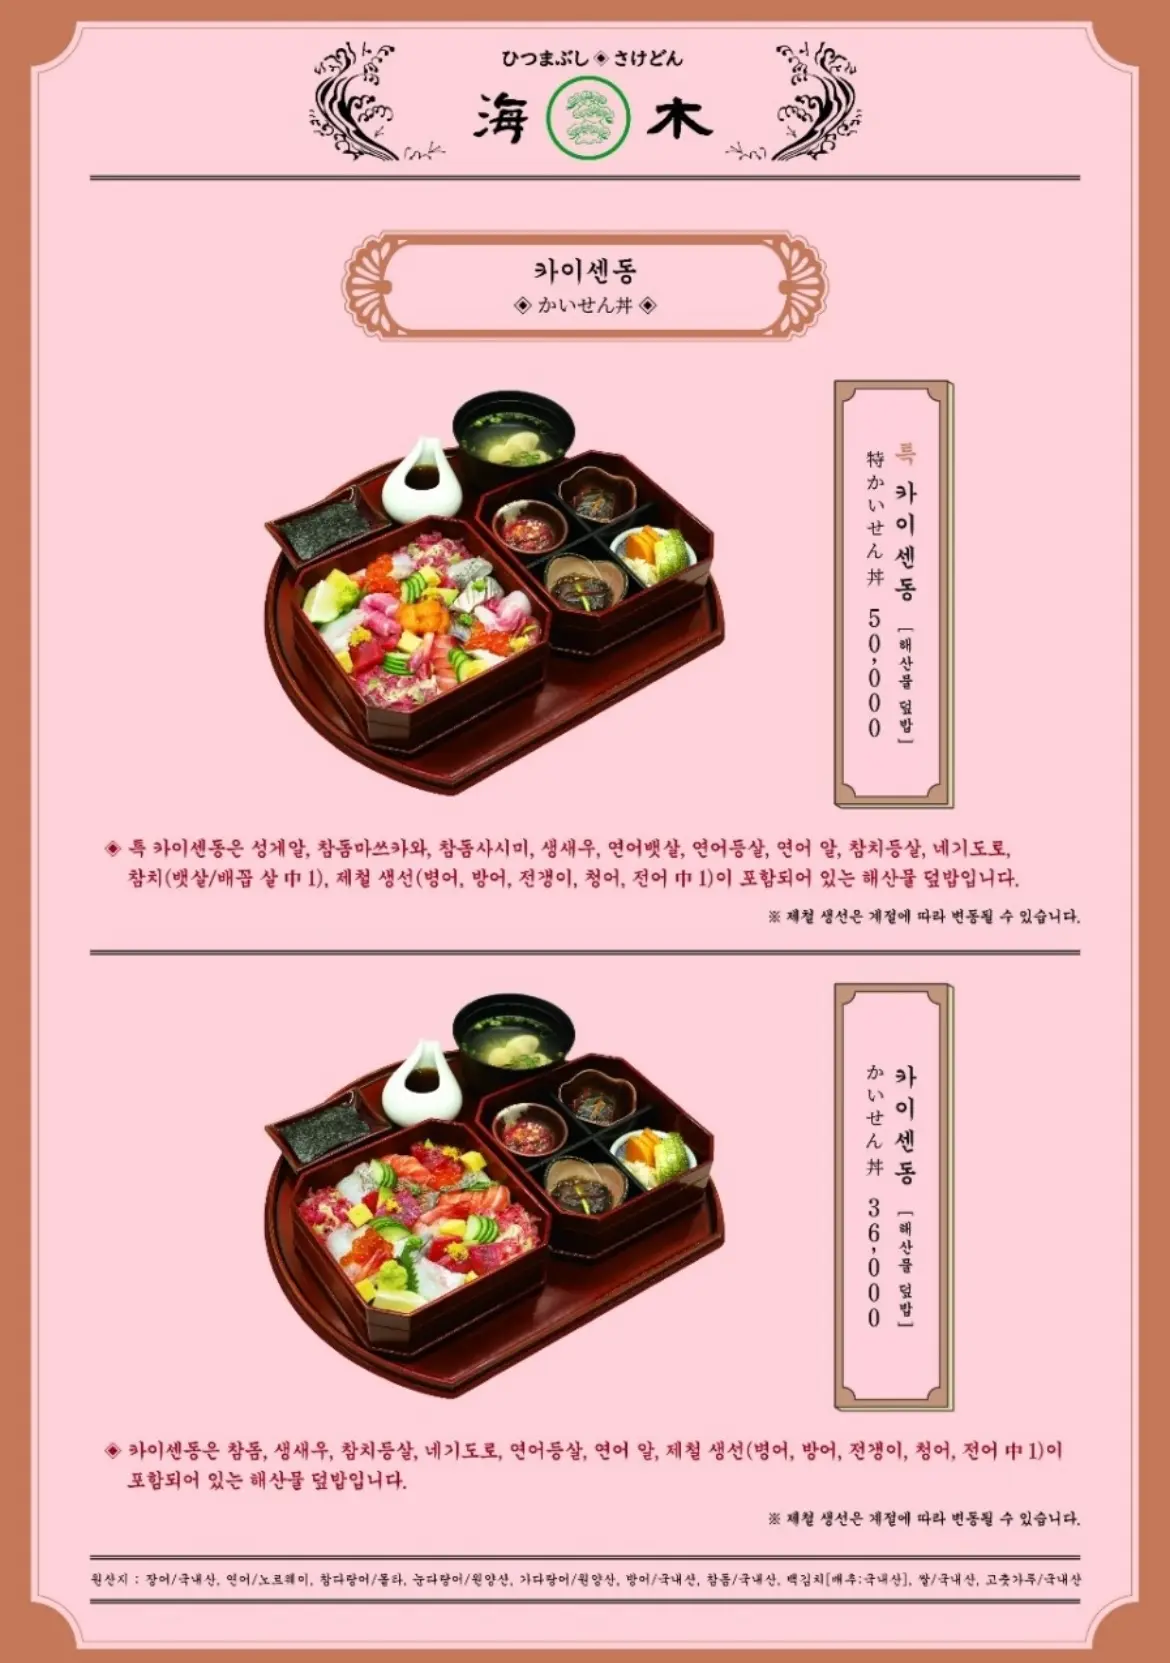 ひつまぶし◈さけどん
海 木
카이센동
◈ かいせん丼 ◈
특 카이센동 [해산물 덮밥]
特かいせん丼 50,000
◈ 특 카이센동은 성게알, 참돔마쓰카와, 참돔사시미, 생새우, 연어뱃살, 연어등살, 연어 알, 참치등살, 네기도로,
참치(뱃살/배꼽 살 中 1), 제철 생선(병어, 방어, 전갱이, 청어, 전어 中 1)이 포함되어 있는 해산물 덮밥입니다.
※ 제철 생선은 계절에 따라 변동될 수 있습니다.
카이센동 [해산물 덮밥]
かいせん丼 36,000
◈ 카이센동은 참돔, 생새우, 참치등살, 네기도로, 연어등살, 연어 알, 제철 생선(병어, 방어, 전갱이, 청어, 전어 中 1)이
포함되어 있는 해산물 덮밥입니다.
※ 제철 생선은 계절에 따라 변동될 수 있습니다.
원산지 : 장어/국내산, 연어/노르웨이, 참다랑어/몰타, 눈다랑어/원양산, 가다랑어/원양산, 방어/국내산, 참돔/국내산, 백김치[배추:국내산], 쌀/국내산, 고춧가루/국내산